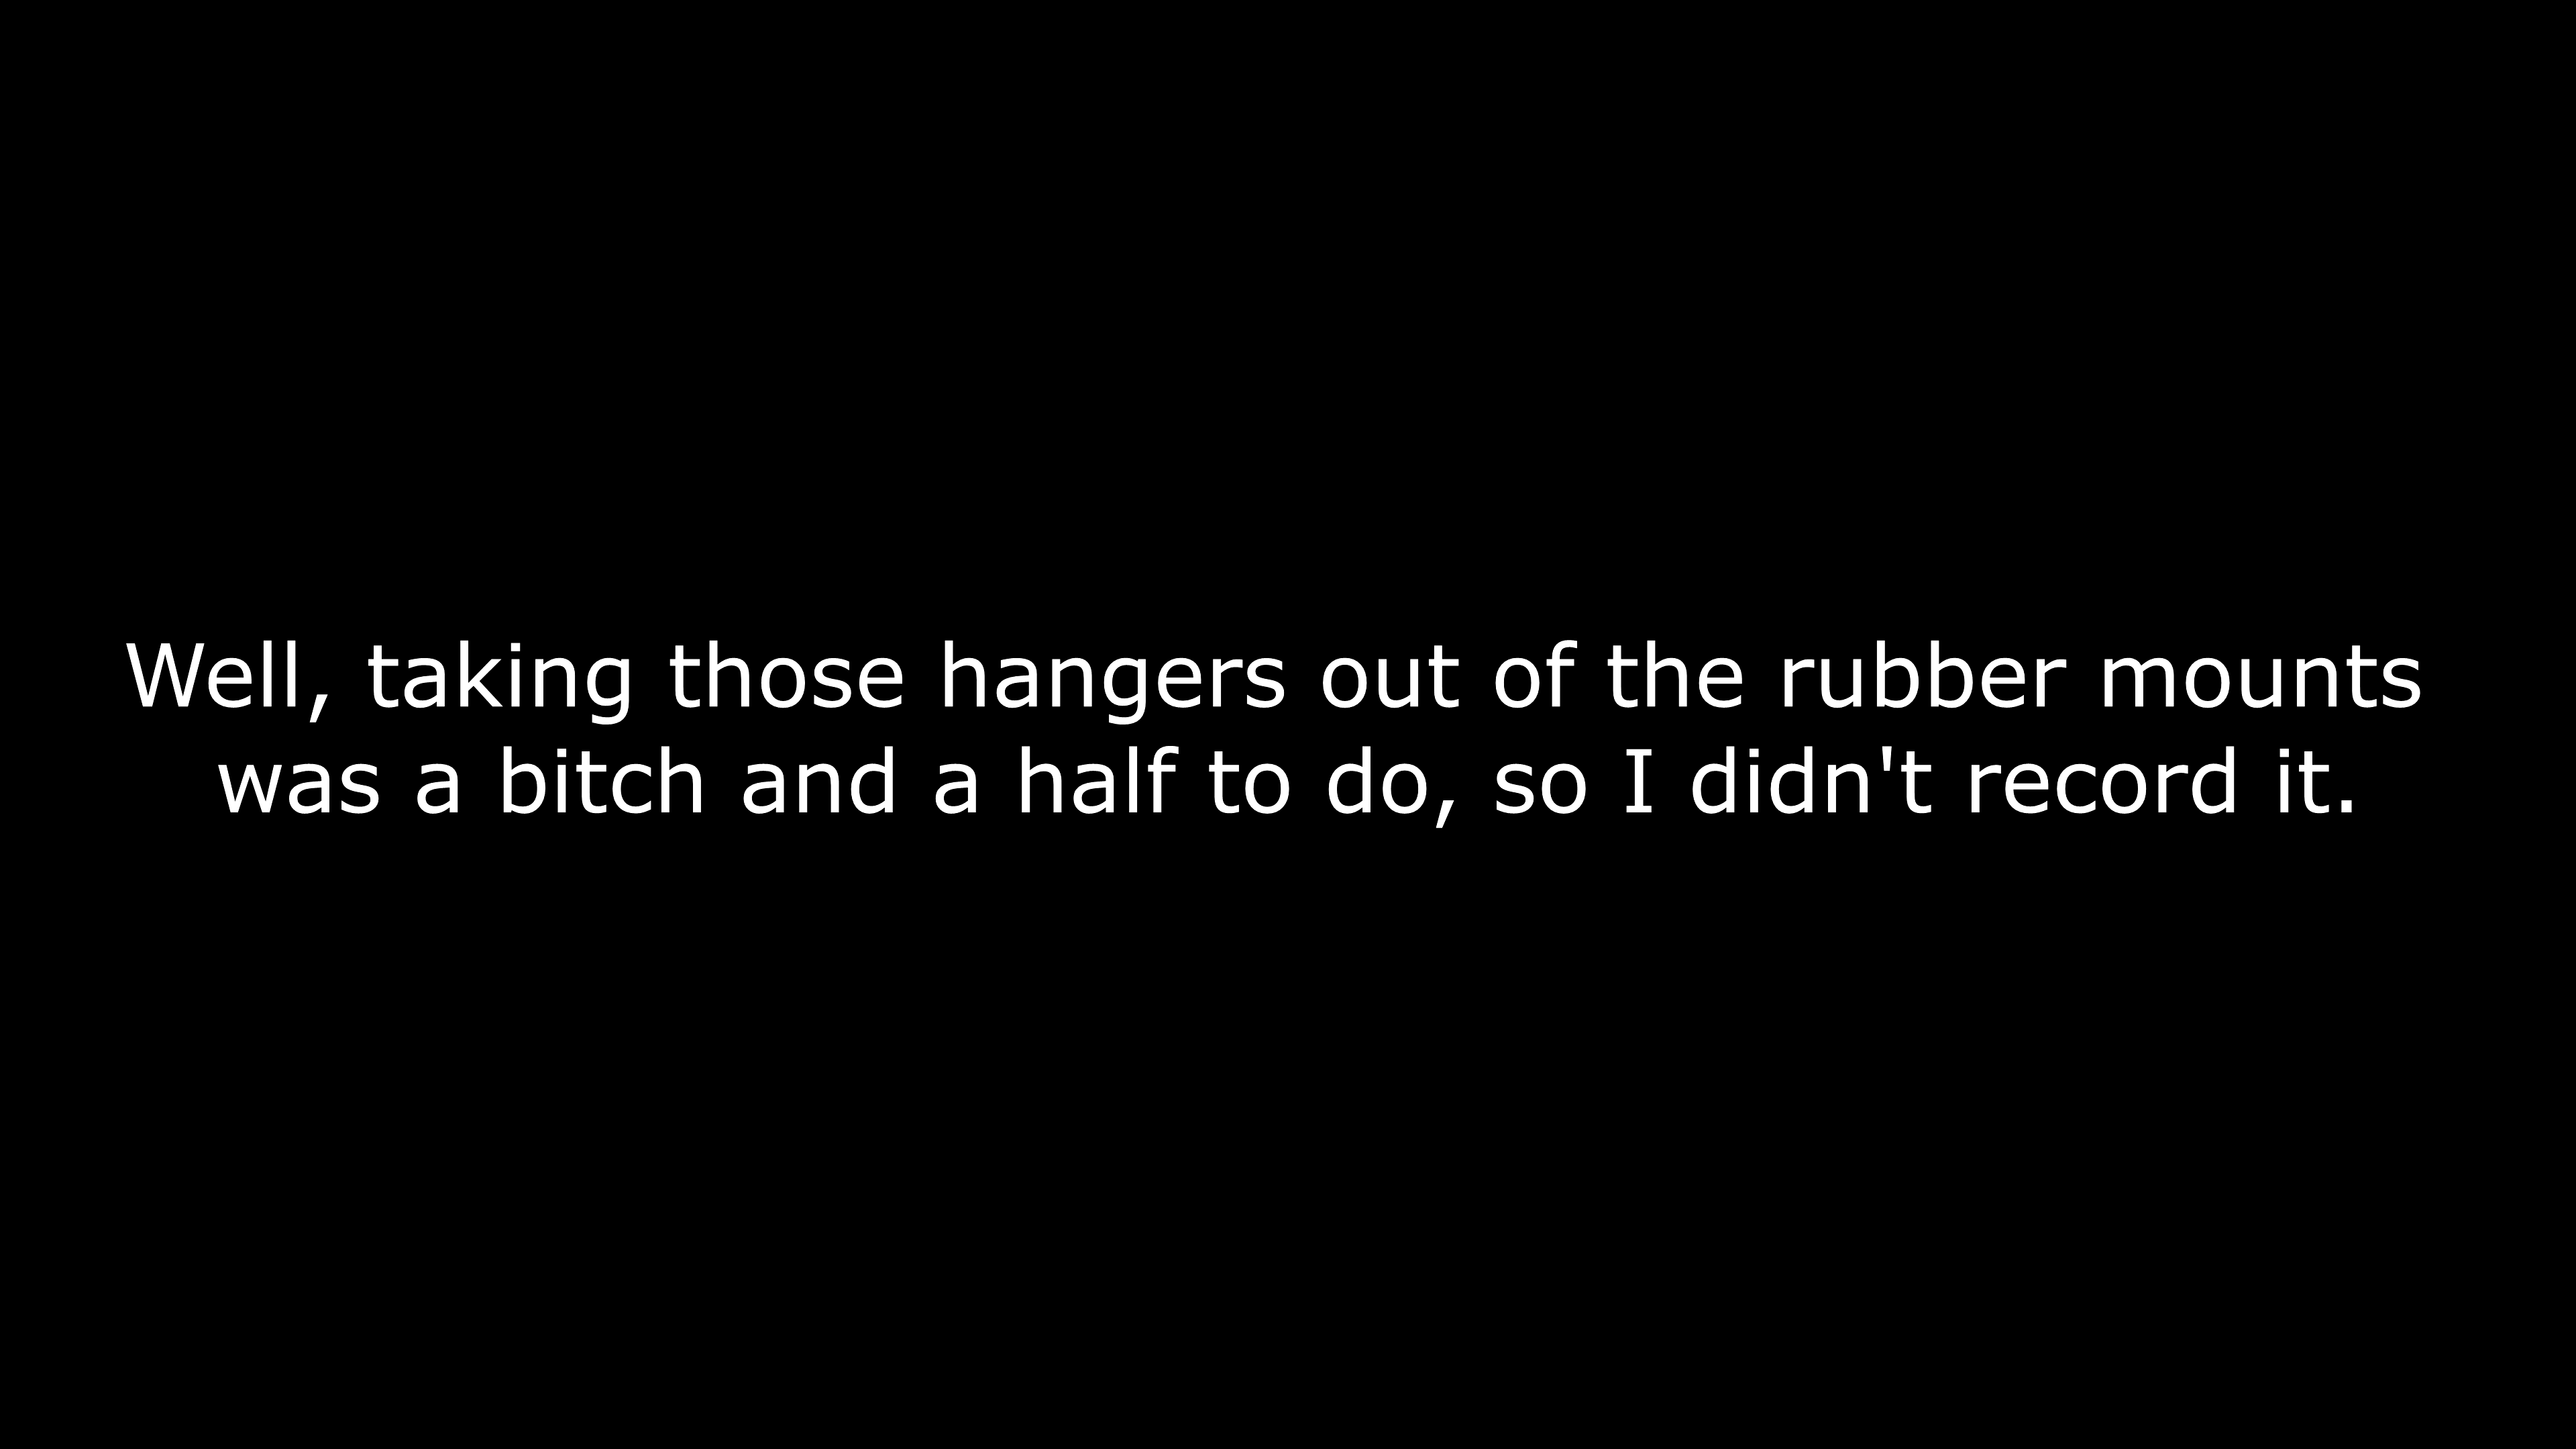 Well, taking those hangers out of the rubber mounts
was a bitch and a half to do, so I didn't record it.